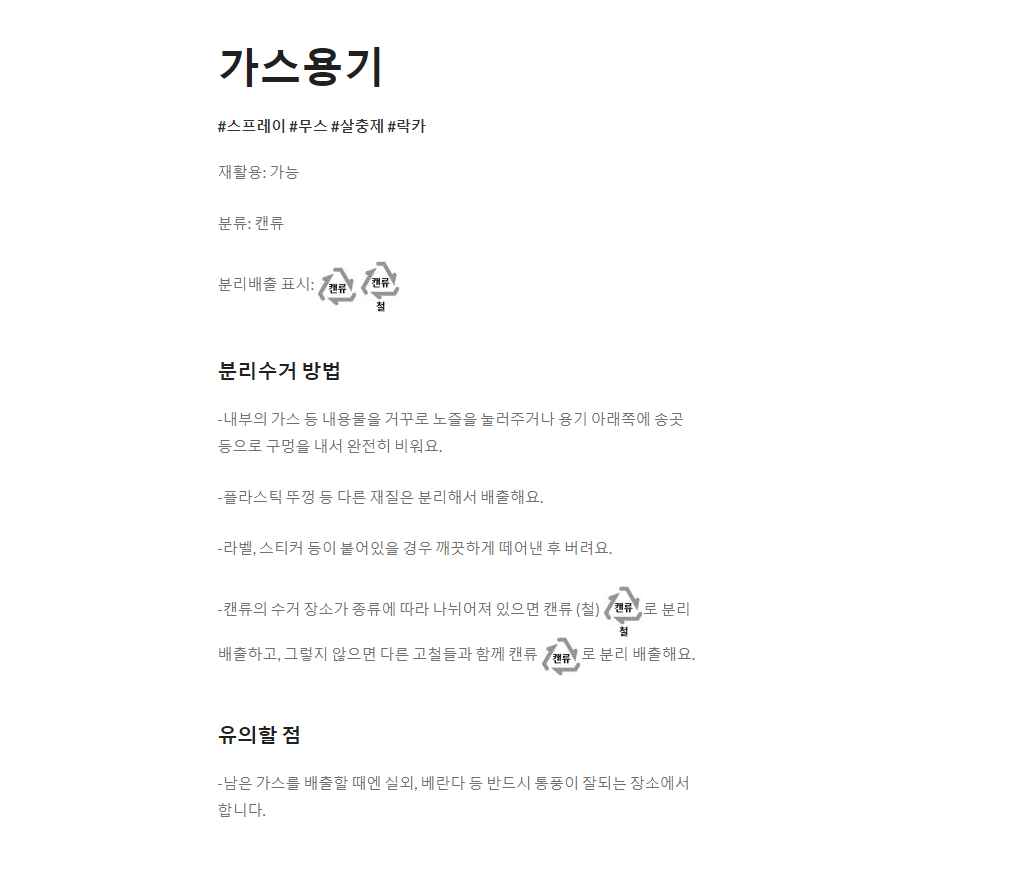 가스용기
#스프레이 #무스 #살충제 #락카
재활용: 가능
분류: 캔류
분리배출 표시: 캔류 캔류 철
분리수거 방법
-내부의 가스 등 내용물을 거꾸로 노즐을 눌러주거나 용기 아래쪽에 송곳
등으로 구멍을 내서 완전히 비워요.
-플라스틱 뚜껑 등 다른 재질은 분리해서 배출해요.
-라벨, 스티커 등이 붙어있을 경우 깨끗하게 떼어낸 후 버려요.
-캔류의 수거 장소가 종류에 따라 나뉘어져 있으면 캔류 (철) 캔류 철 로 분리
배출하고, 그렇지 않으면 다른 고철들과 함께 캔류 캔류 로 분리 배출해요.
유의할 점
-남은 가스를 배출할 때엔 실외, 베란다 등 반드시 통풍이 잘되는 장소에서
합니다.